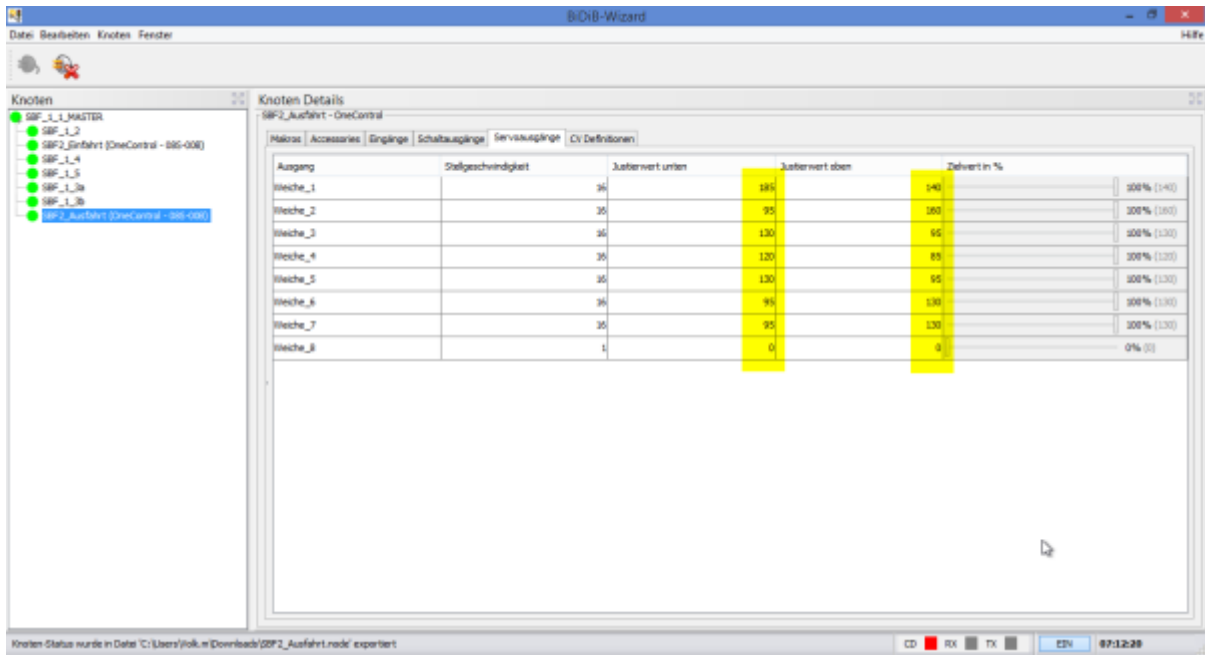 BiDiB-Wizard
Datei Bearbeiten Knoten Fenster Hilfe
Knoten
SBF_1_1_MASTER
SBF_1_2
SBF2_Einfahrt (OneControl - 085-008)
SBF_1_4
SBF_1_5
SBF_1_3a
SBF_1_3b
SBF2_Ausfahrt (OneControl - 085-008)
Knoten Details
SBF2_Ausfahrt - OneControl
Makros Accessories Eingänge Schaltausgänge Servoausgänge CV Definitionen
Ausgang Stellgeschwindigkeit Justierwert unten Justierwert oben Zielwert in %
Weiche_1 16 185 140 100% (140)
Weiche_2 16 95 160 100% (160)
Weiche_3 16 130 95 100% (130)
Weiche_4 16 120 85 100% (120)
Weiche_5 16 130 95 100% (130)
Weiche_6 16 95 130 100% (130)
Weiche_7 16 95 130 100% (130)
Weiche_8 1 0 0 0% (0)
Knoten-Status wurde in Datei 'C:\Users\Volk.m\Downloads\SBF2_Ausfahrt.node' exportiert
CD RX TX EIN 07:12:20